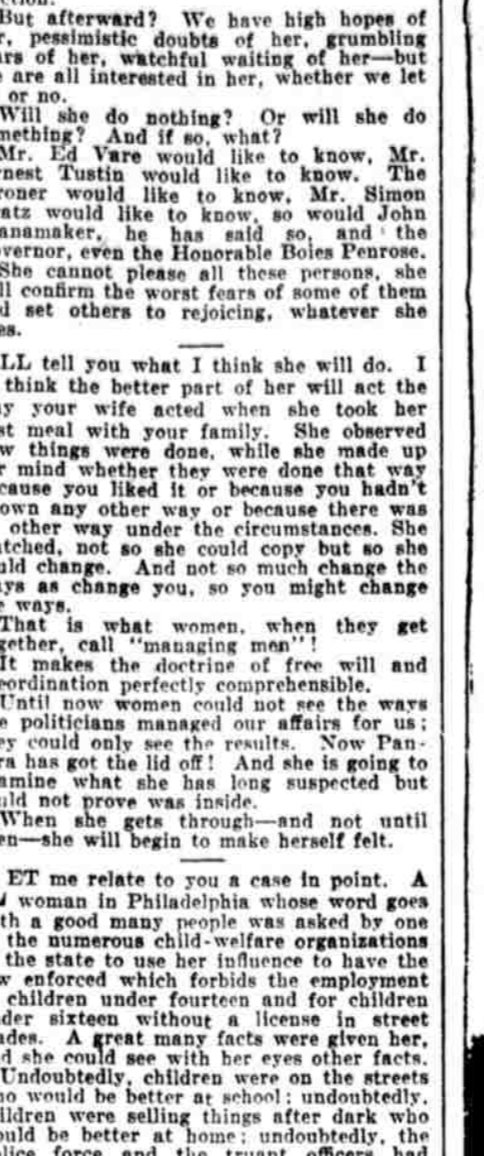 But afterward? We have high hopes of
r, pessimistic doubts of her, grumbling
rs of her, watchful waiting of her—but
are all interested in her, whether we let
or no.
Will she do nothing? Or will she do
mething? And if so, what?
Mr. Ed Vare would like to know, Mr.
nest Tustin would like to know. The
roner would like to know, Mr. Simon
atz would like to know, so would John
anamaker, he has said so, and the
vernor, even the Honorable Boies Penrose.
She cannot please all these persons, she
ll confirm the worst fears of some of them
d set others to rejoicing, whatever she
es.
LL tell you what I think she will do. I
think the better part of her will act the
y your wife acted when she took her
st meal with your family. She observed
w things were done, while she made up
r mind whether they were done that way
cause you liked it or because you hadn't
own any other way or because there was
other way under the circumstances. She
tched, not so she could copy but so she
uld change. And not so much change the
ys as change you, so you might change
e ways.
That is what women, when they get
gether, call "managing men"!
It makes the doctrine of free will and
eordination perfectly comprehensible.
Until now women could not see the ways
e politicians managed our affairs for us;
ey could only see the results. Now Pan-
ra has got the lid off! And she is going to
amine what she has long suspected but
uld not prove was inside.
When she gets through—and not until
en—she will begin to make herself felt.
ET me relate to you a case in point. A
woman in Philadelphia whose word goes
th a good many people was asked by one
the numerous child-welfare organizations
the state to use her influence to have the
w enforced which forbids the employment
children under fourteen and for children
der sixteen without a license in street
ades. A great many facts were given her,
d she could see with her eyes other facts.
Undoubtedly, children were on the streets
ho would be better at school; undoubtedly,
ildren were selling things after dark who
ould be better at home; undoubtedly, the
lice force and the truant officers had